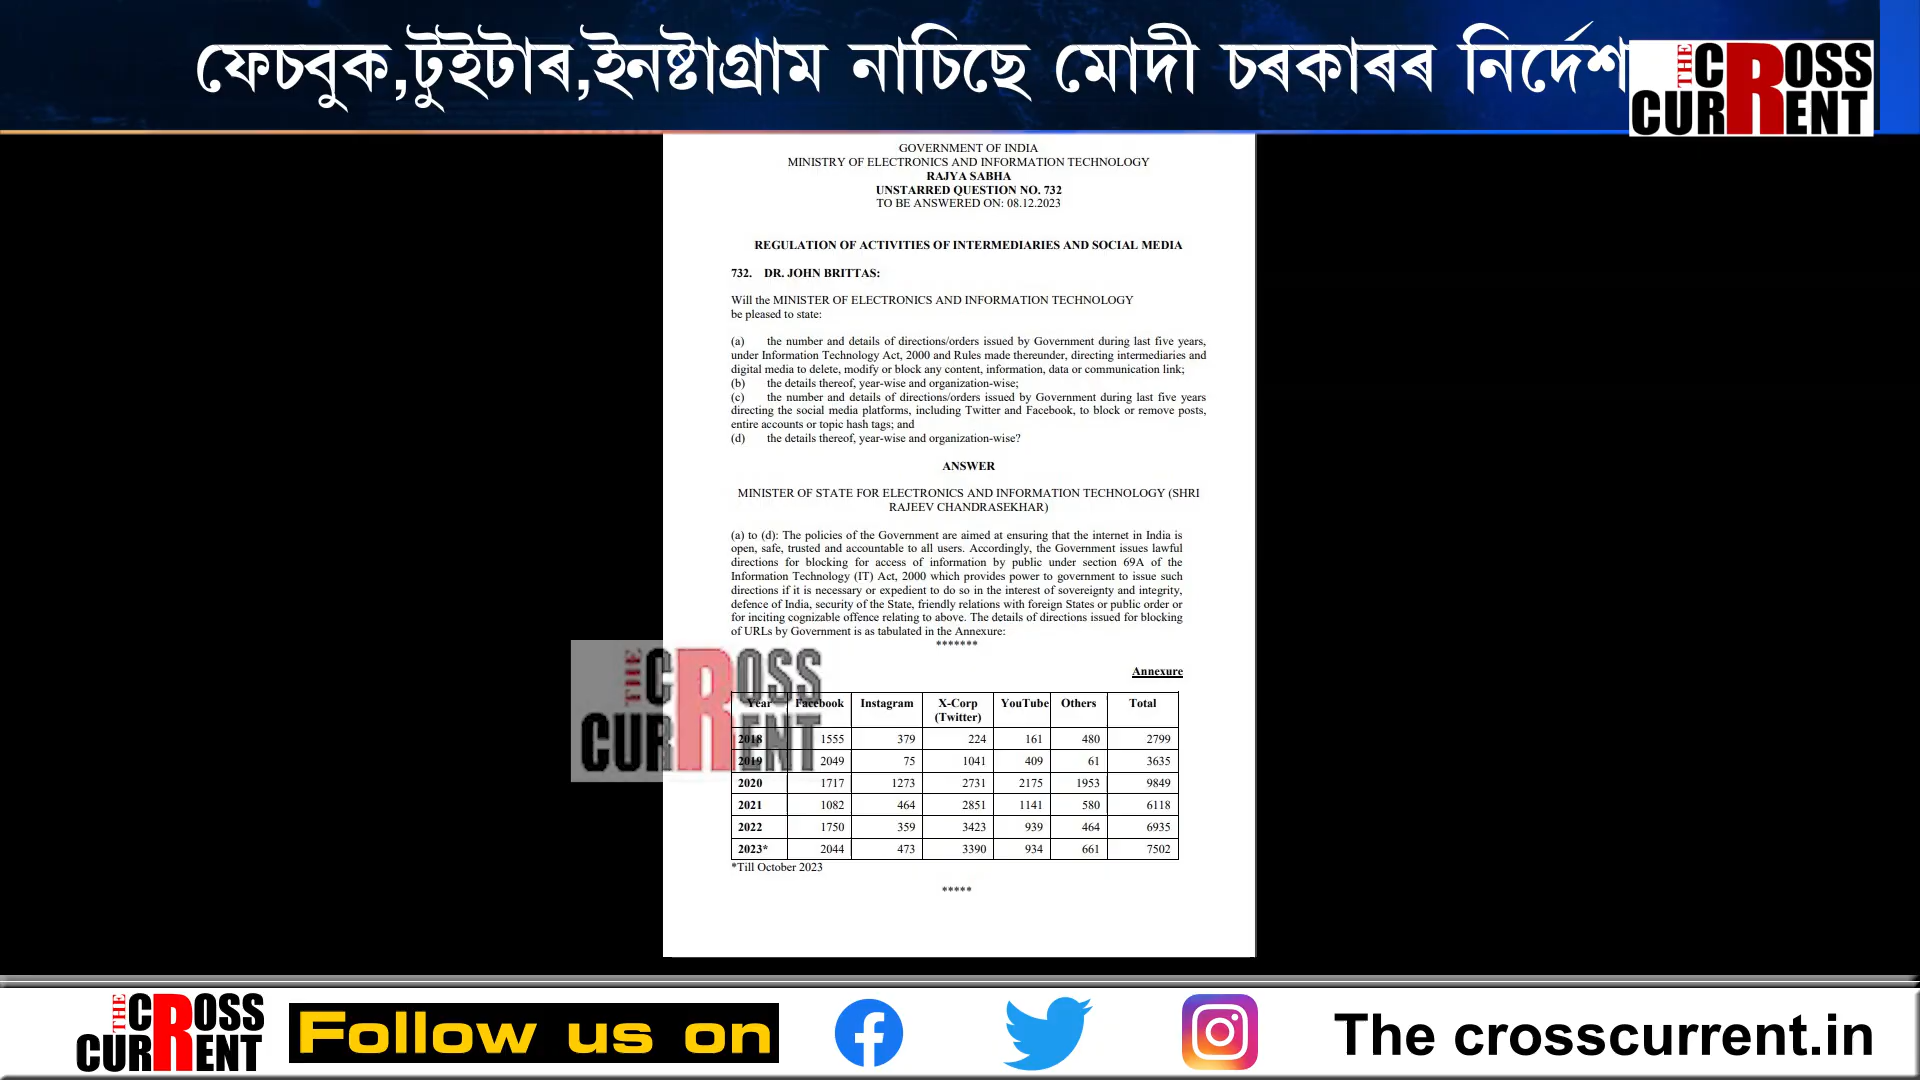 ফেচবুক,টুইটাৰ,ইনষ্টাগ্ৰাম নাচিছে মোদী চৰকাৰৰ
THE CROSS
CURRENT
GOVERNMENT OF INDIA
MINISTRY OF ELECTRONICS AND INFORMATION TECHNOLOGY
RAJYA SABHA
UNSTARRED QUESTION NO. 732
TO BE ANSWERED ON: 08.12.2023
REGULATION OF ACTIVITIES OF INTERMEDIARIES AND SOCIAL MEDIA
732. DR. JOHN BRITTAS:
Will the MINISTER OF ELECTRONICS AND INFORMATION TECHNOLOGY
be pleased to state:
(a) the number and details of directions/orders issued by Government during last five years,
under Information Technology Act, 2000 and Rules made thereunder, directing intermediaries and
digital media to delete, modify or block any content, information, data or communication link;
(b) the details thereof, year-wise and organization-wise;
(c) the number and details of directions/orders issued by Government during last five years
directing the social media platforms, including Twitter and Facebook, to block or remove posts,
entire accounts or topic hash tags; and
(d) the details thereof, year-wise and organization-wise?
ANSWER
MINISTER OF STATE FOR ELECTRONICS AND INFORMATION TECHNOLOGY (SHRI
RAJEEV CHANDRASEKHAR)
(a) to (d): The policies of the Government are aimed at ensuring that the internet in India is
open, safe, trusted and accountable to all users. Accordingly, the Government issues lawful
directions for blocking for access of information by public under section 69A of the
Information Technology (IT) Act, 2000 which provides power to government to issue such
directions if it is necessary or expedient to do so in the interest of sovereignty and integrity,
defence of India, security of the State, friendly relations with foreign States or public order or
for inciting cognizable offence relating to above. The details of directions issued for blocking
of URLs by Government is as tabulated in the Annexure:
*******
Annexure
THE CROSS
CURRENT
Year Facebook Instagram X-Corp (Twitter) YouTube Others Total
2018 1555 379 224 161 480 2799
2019 2049 75 1041 409 61 3635
2020 1717 1273 2731 2175 1953 9849
2021 1082 464 2851 1141 580 6118
2022 1750 359 3423 939 464 6935
2023* 2044 473 3390 934 661 7502
*Till October 2023
*****
THE CROSS
CURRENT
Follow us on
The crosscurrent.in